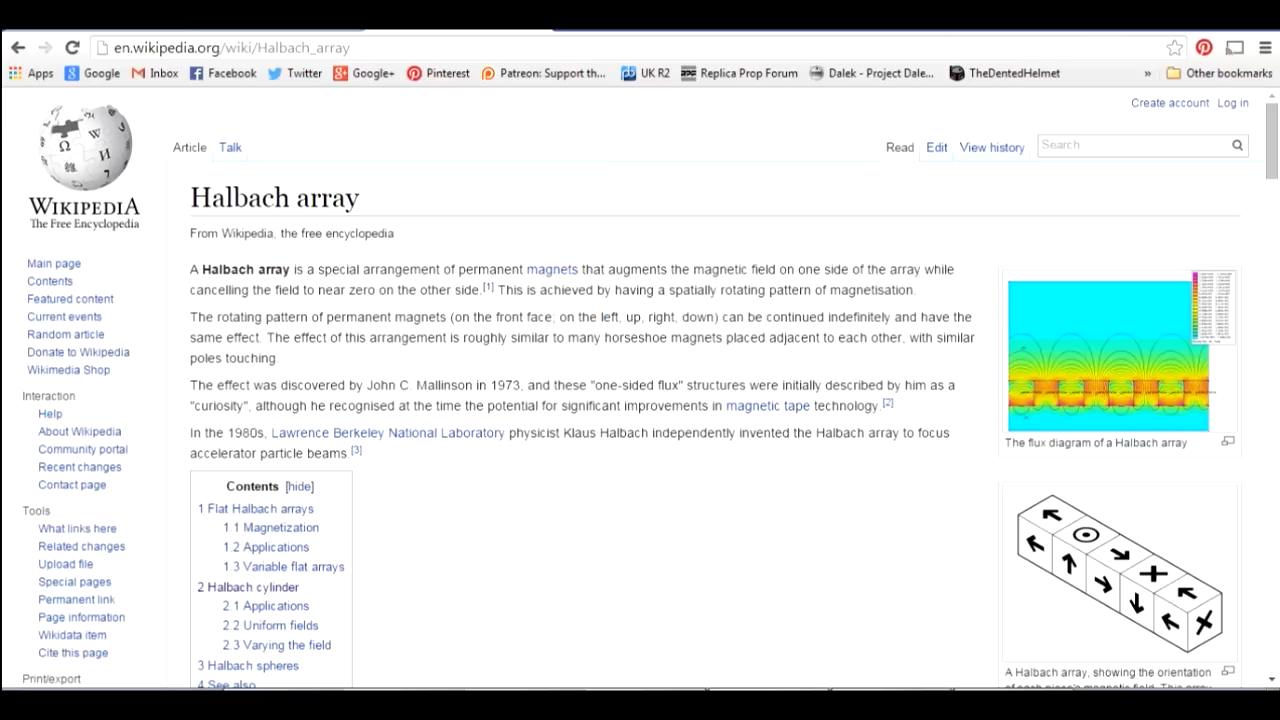 en.wikipedia.org/wiki/Halbach_array
Apps Google Inbox Facebook Twitter Google+ Pinterest Patreon: Support th... UK R2 Replica Prop Forum Dalek - Project Dale... TheDentedHelmet » Other bookmarks
Create account Log in
Article Talk Read Edit View history Search
WIKIPEDIA
The Free Encyclopedia
Main page
Contents
Featured content
Current events
Random article
Donate to Wikipedia
Wikimedia Shop
Interaction
Help
About Wikipedia
Community portal
Recent changes
Contact page
Tools
What links here
Related changes
Upload file
Special pages
Permanent link
Page information
Wikidata item
Cite this page
Print/export
Halbach array
From Wikipedia, the free encyclopedia
A Halbach array is a special arrangement of permanent magnets that augments the magnetic field on one side of the array while
cancelling the field to near zero on the other side.[1] This is achieved by having a spatially rotating pattern of magnetisation.
The rotating pattern of permanent magnets (on the front face; on the left, up, right, down) can be continued indefinitely and have the
same effect. The effect of this arrangement is roughly similar to many horseshoe magnets placed adjacent to each other, with similar
poles touching.
The effect was discovered by John C. Mallinson in 1973, and these "one-sided flux" structures were initially described by him as a
"curiosity", although he recognised at the time the potential for significant improvements in magnetic tape technology.[2]
In the 1980s, Lawrence Berkeley National Laboratory physicist Klaus Halbach independently invented the Halbach array to focus
accelerator particle beams.[3]
Contents [hide]
1 Flat Halbach arrays
1.1 Magnetization
1.2 Applications
1.3 Variable flat arrays
2 Halbach cylinder
2.1 Applications
2.2 Uniform fields
2.3 Varying the field
3 Halbach spheres
4 See also
The flux diagram of a Halbach array
A Halbach array, showing the orientation
of each piece's magnetic field. This array